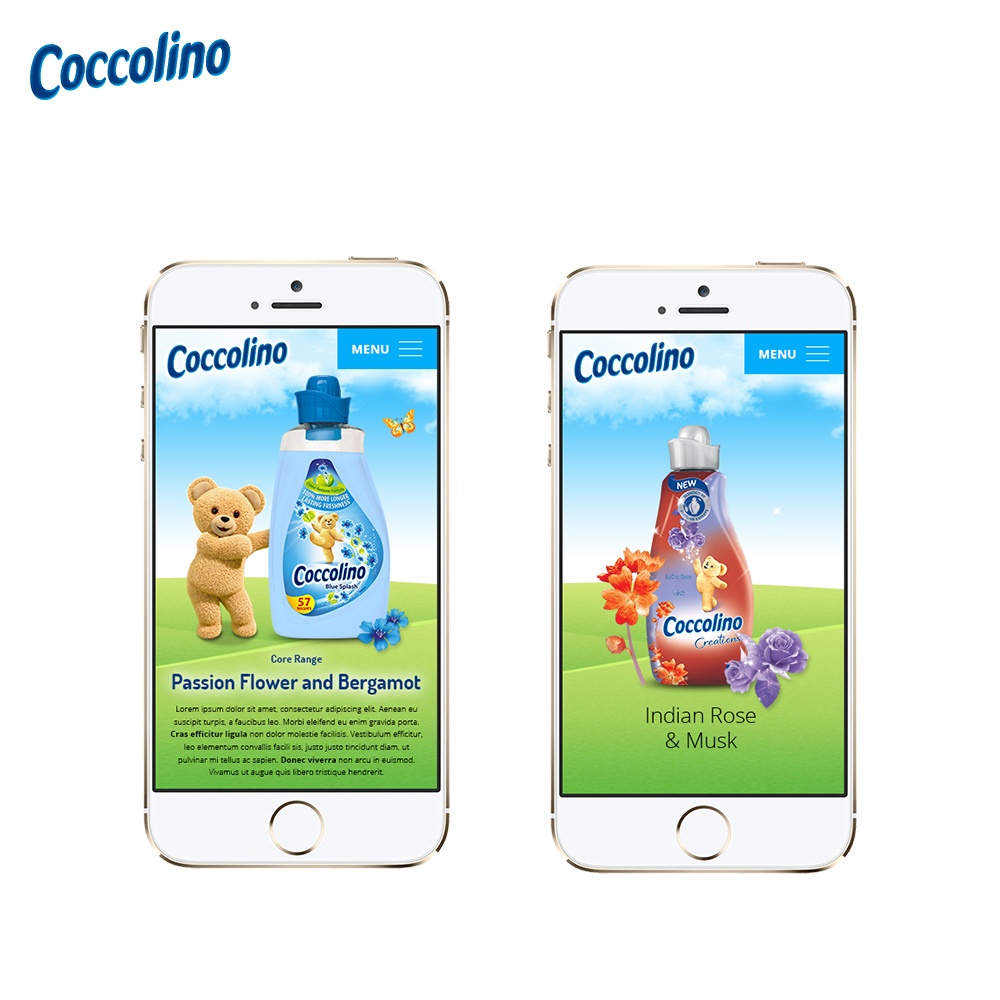 Coccolino
Coccolino
MENU
100% MORE LONGER
LASTING FRESHNESS
Coccolino
Blue Splash
57
WASHES
Core Range
Passion Flower and Bergamot
Lorem ipsum dolor sit amet, consectetur adipiscing elit. Aenean eu
suscipit turpis, a faucibus leo. Morbi eleifend eu enim gravida porta.
Cras efficitur ligula non dolor molestie facilisis. Vestibulum efficitur,
leo elementum convallis facili sis, justo justo tincidunt diam, ut
pulvinar mi tellus ac sapien. Donec viverra non arcu in euismod.
Vivamus ut augue quis libero tristique hendrerit.
Coccolino
MENU
NEW
Coccolino
Creations
Indian Rose
& Musk